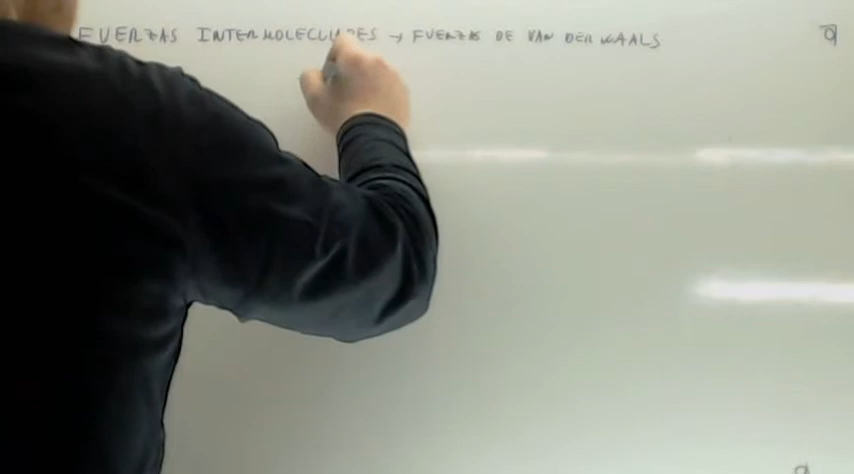 FUERZAS INTERMOLECULARES → FUERZAS DE VAN DER WAALS